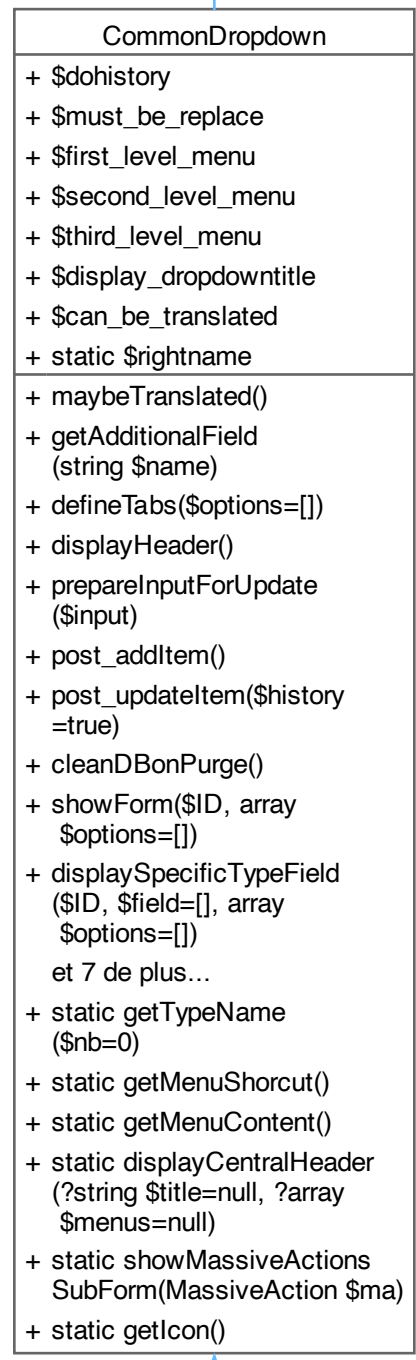 CommonDropdown
+ $dohistory
+ $must_be_replace
+ $first_level_menu
+ $second_level_menu
+ $third_level_menu
+ $display_dropdowntitle
+ $can_be_translated
+ static $rightname
+ maybeTranslated()
+ getAdditionalField
(string $name)
+ defineTabs($options=[])
+ displayHeader()
+ prepareInputForUpdate
($input)
+ post_addItem()
+ post_updateItem($history
=true)
+ cleanDBonPurge()
+ showForm($ID, array
$options=[])
+ displaySpecificTypeField
($ID, $field=[], array
$options=[])
et 7 de plus...
+ static getTypeName
($nb=0)
+ static getMenuShorcut()
+ static getMenuContent()
+ static displayCentralHeader
(?string $title=null, ?array
$menus=null)
+ static showMassiveActions
SubForm(MassiveAction $ma)
+ static getIcon()